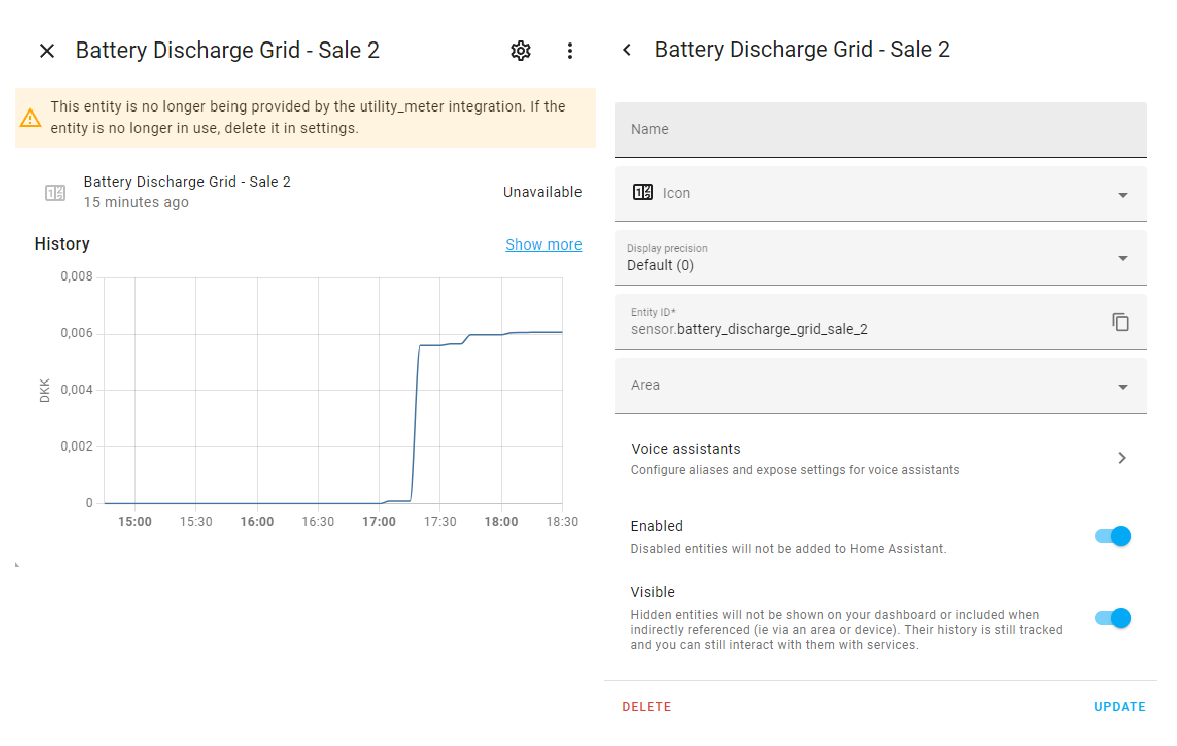 Battery Discharge Grid - Sale 2
This entity is no longer being provided by the utility_meter integration. If the
entity is no longer in use, delete it in settings.
Battery Discharge Grid - Sale 2
15 minutes ago
Unavailable
History
Show more
0,008
0,006
0,004
0,002
0
DKK
15:00
15:30
16:00
16:30
17:00
17:30
18:00
18:30
Battery Discharge Grid - Sale 2
Name
Icon
Display precision
Default (0)
Entity ID*
sensor.battery_discharge_grid_sale_2
Area
Voice assistants
Configure aliases and expose settings for voice assistants
Enabled
Disabled entities will not be added to Home Assistant.
Visible
Hidden entities will not be shown on your dashboard or included when
indirectly referenced (ie via an area or device). Their history is still tracked
and you can still interact with them with services.
DELETE
UPDATE